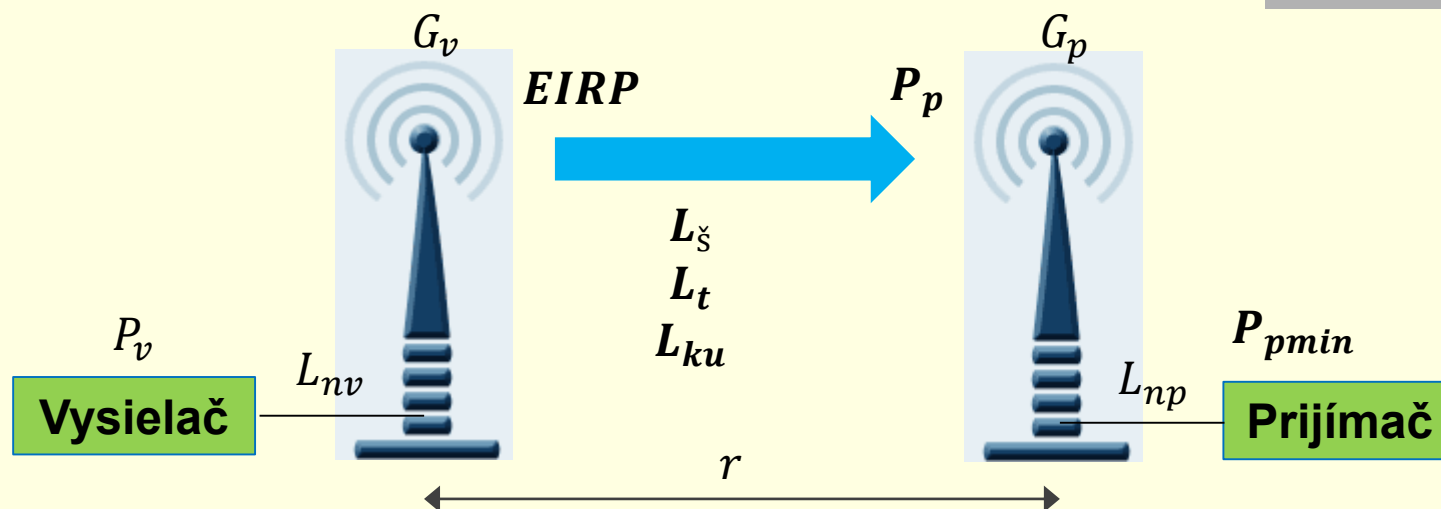 G_v
G_p
EIRP
P_p
L_š
L_t
L_ku
P_v
P_pmin
L_nv
L_np
Vysielač
Prijímač
r